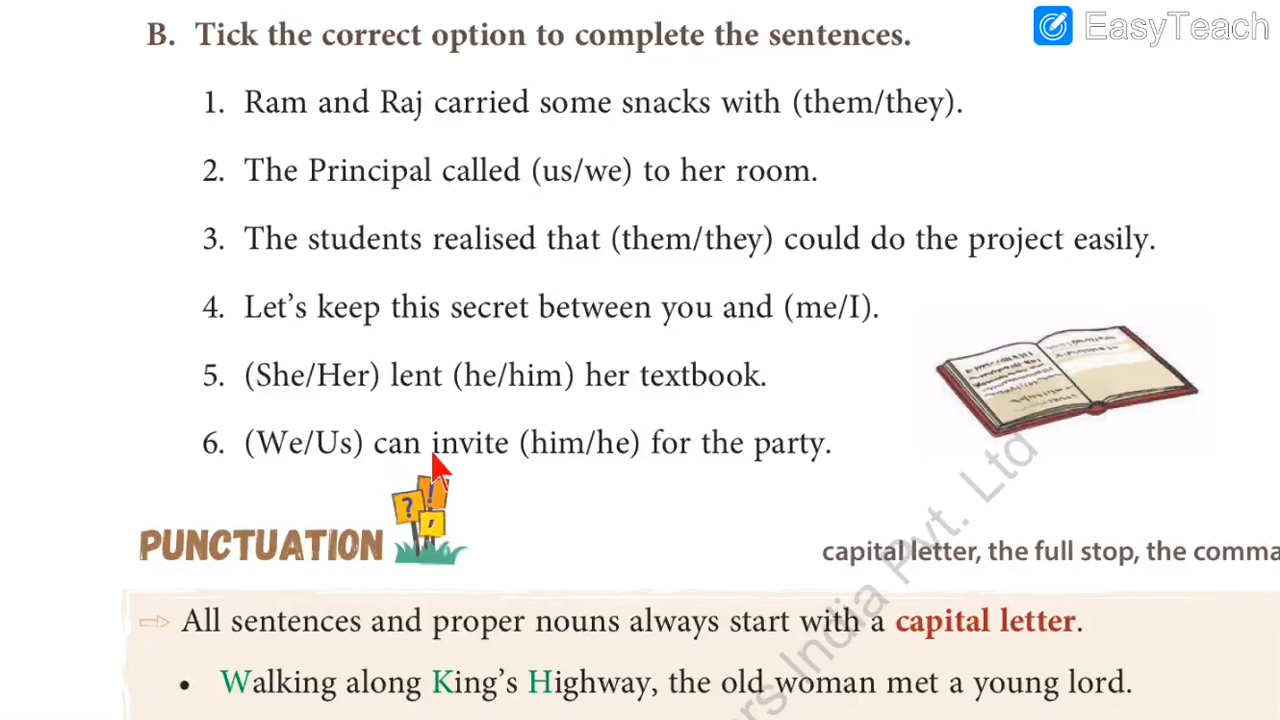 B. Tick the correct option to complete the sentences.
EasyTeach
1. Ram and Raj carried some snacks with (them/they).
2. The Principal called (us/we) to her room.
3. The students realised that (them/they) could do the project easily.
4. Let's keep this secret between you and (me/I).
5. (She/Her) lent (he/him) her textbook.
6. (We/Us) can invite (him/he) for the party.
? ! ,
PUNCTUATION
capital letter, the full stop, the comma
⇨ All sentences and proper nouns always start with a capital letter.
• Walking along King's Highway, the old woman met a young lord.
ers India Pvt. Ltd